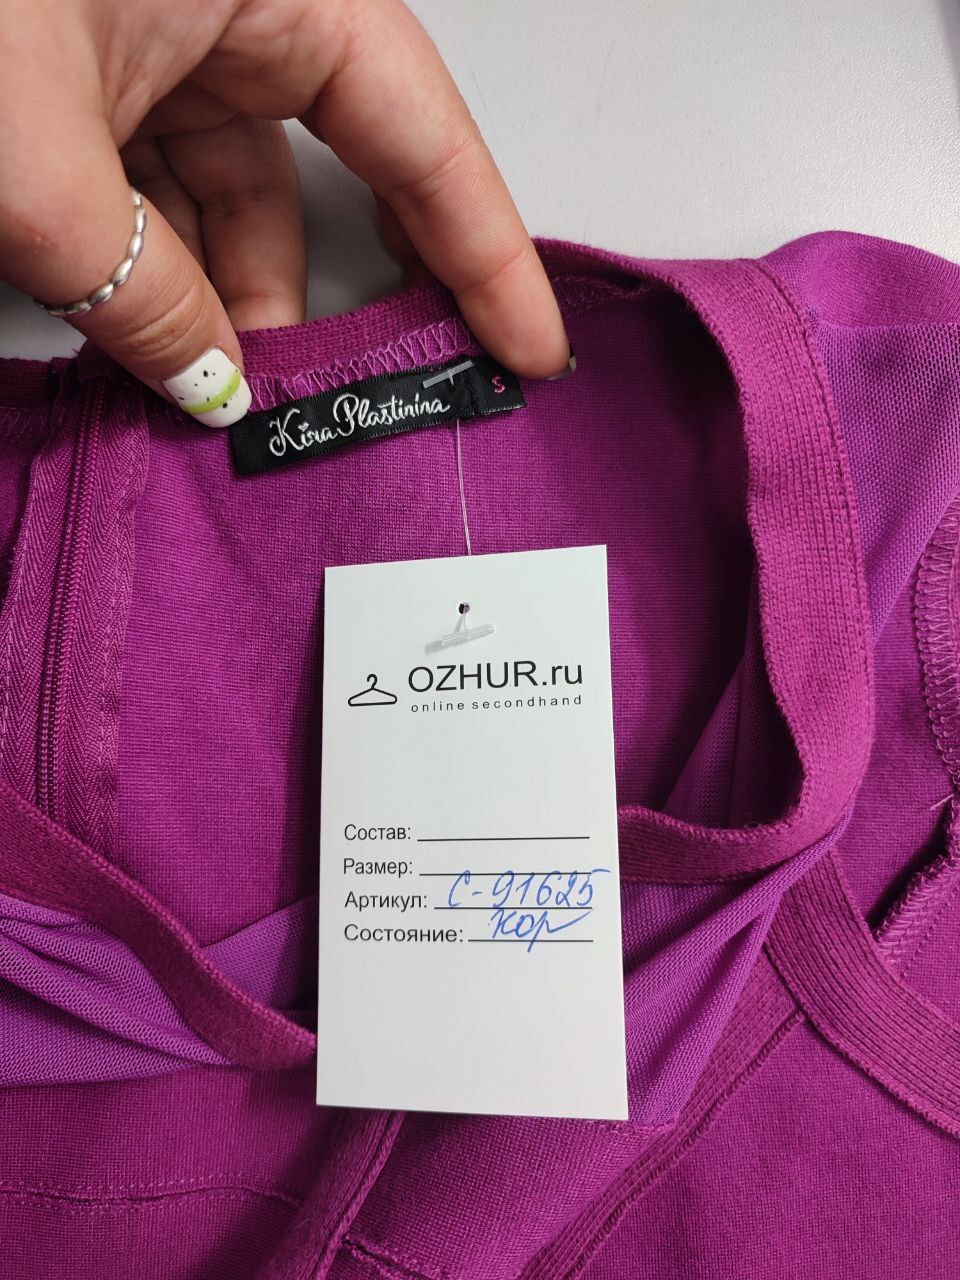 Kira Plastinina
S
OZHUR.ru
online secondhand
Состав:
Размер:
Артикул: С-91625
Состояние: хор